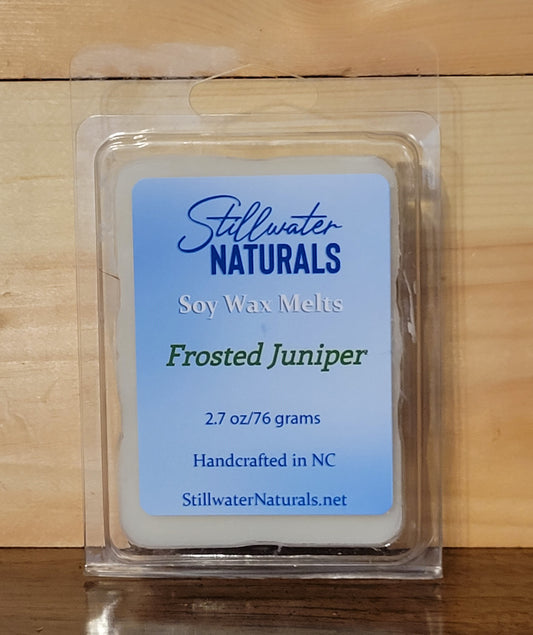 Stillwater
NATURALS
Soy Wax Melts
Frosted Juniper
2.7 oz/76 grams
Handcrafted in NC
StillwaterNaturals.net